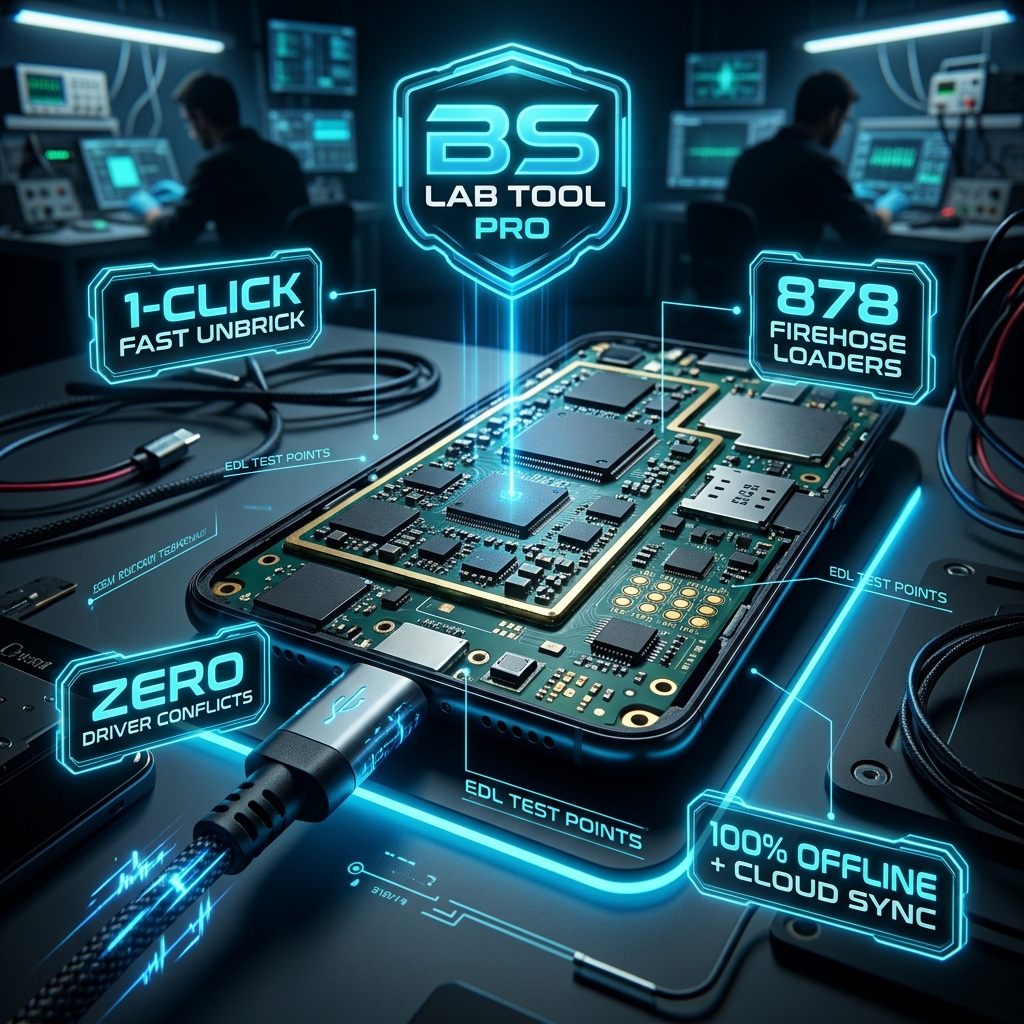 BS
LAB TOOL
PRO
1-CLICK
FAST UNBRICK
878
FIREHOSE
LOADERS
EDL TEST POINTS
EDL TEST POINTS
ZERO
DRIVER CONFLICTS
EDL TEST POINTS
100% OFFLINE
+ CLOUD SYNC